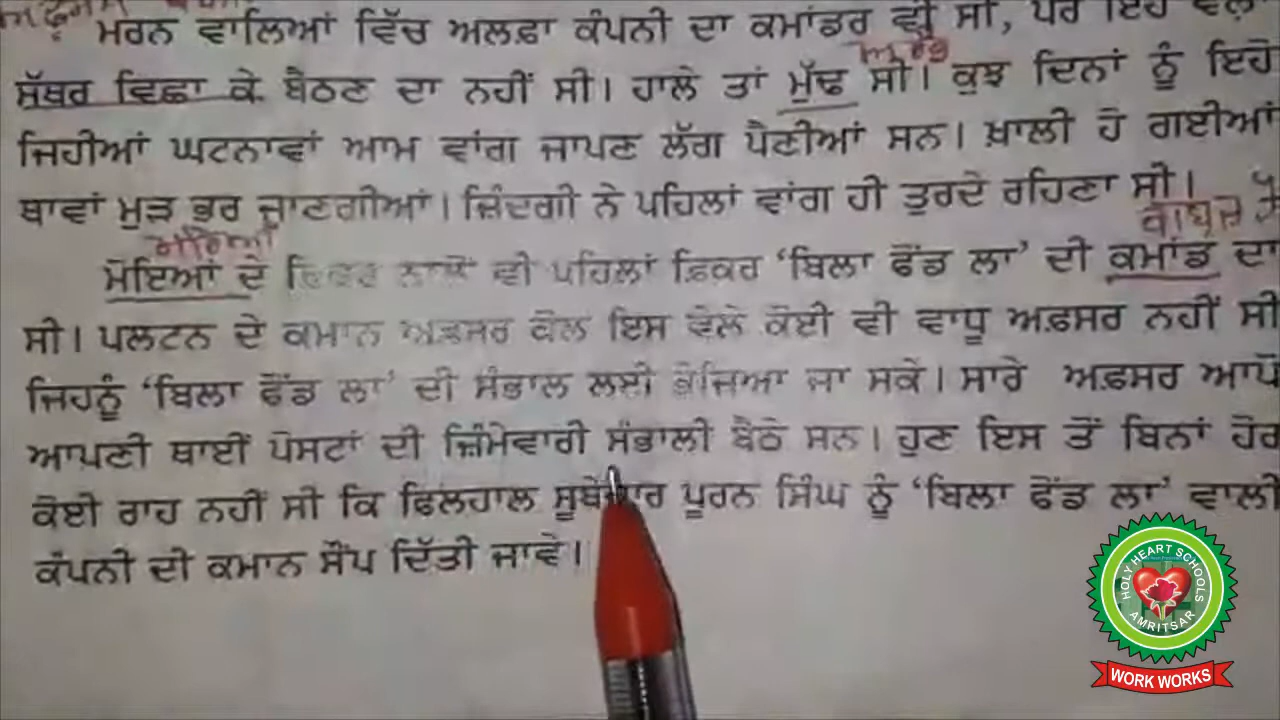 ਮਰਨ ਵਾਲਿਆਂ ਵਿੱਚ ਅਲਫ਼ਾ ਕੰਪਨੀ ਦਾ ਕਮਾਂਡਰ ਵੀ ਸੀ, ਪਰ ਇਹ ਵੇਲਾ
ਸੱਥਰ ਵਿਛਾ ਕੇ ਬੈਠਣ ਦਾ ਨਹੀਂ ਸੀ। ਹਾਲੇ ਤਾਂ ਮੁੱਢ ਸੀ। ਕੁਝ ਦਿਨਾਂ ਨੂੰ ਇਹੋ
ਜਿਹੀਆਂ ਘਟਨਾਵਾਂ ਆਮ ਵਾਂਗ ਜਾਪਣ ਲੱਗ ਪੈਣੀਆਂ ਸਨ। ਖ਼ਾਲੀ ਹੋ ਗਈਆਂ
ਥਾਵਾਂ ਮੁੜ ਭਰ ਜਾਣਗੀਆਂ। ਜ਼ਿੰਦਗੀ ਨੇ ਪਹਿਲਾਂ ਵਾਂਗ ਹੀ ਤੁਰਦੇ ਰਹਿਣਾ ਸੀ।
ਮਰਿਆਂ
ਮੋਇਆਂ ਦੇ ਵੀ ਪਹਿਲਾਂ ਫ਼ਿਕਰ ‘ਬਿਲਾ ਫੌਂਡ ਲਾ’ ਦੀ ਕਮਾਂਡ ਦਾ
ਸੀ। ਪਲਟਨ ਦੇ ਕਮਾਨ ਅਫ਼ਸਰ ਕੋਲ ਇਸ ਵੇਲੇ ਕੋਈ ਵੀ ਵਾਧੂ ਅਫ਼ਸਰ ਨਹੀਂ ਸੀ
ਜਿਹਨੂੰ ‘ਬਿਲਾ ਫੌਂਡ ਲਾ’ ਦੀ ਸੰਭਾਲ ਲਈ ਭੇਜਿਆ ਜਾ ਸਕੇ। ਸਾਰੇ ਅਫ਼ਸਰ ਆਪੋ
ਆਪਣੀ ਥਾਈਂ ਪੋਸਟਾਂ ਦੀ ਜ਼ਿੰਮੇਵਾਰੀ ਸੰਭਾਲੀ ਬੈਠੇ ਸਨ। ਹੁਣ ਇਸ ਤੋਂ ਬਿਨਾਂ ਹੋਰ
ਕੋਈ ਰਾਹ ਨਹੀਂ ਸੀ ਕਿ ਫਿਲਹਾਲ ਸੂਬੇਦਾਰ ਪੂਰਨ ਸਿੰਘ ਨੂੰ ‘ਬਿਲਾ ਫੌਂਡ ਲਾ’ ਵਾਲੀ
ਕੰਪਨੀ ਦੀ ਕਮਾਨ ਸੌਂਪ ਦਿੱਤੀ ਜਾਵੇ।
HOLY HEART SCHOOLS
AMRITSAR
WORK WORKS